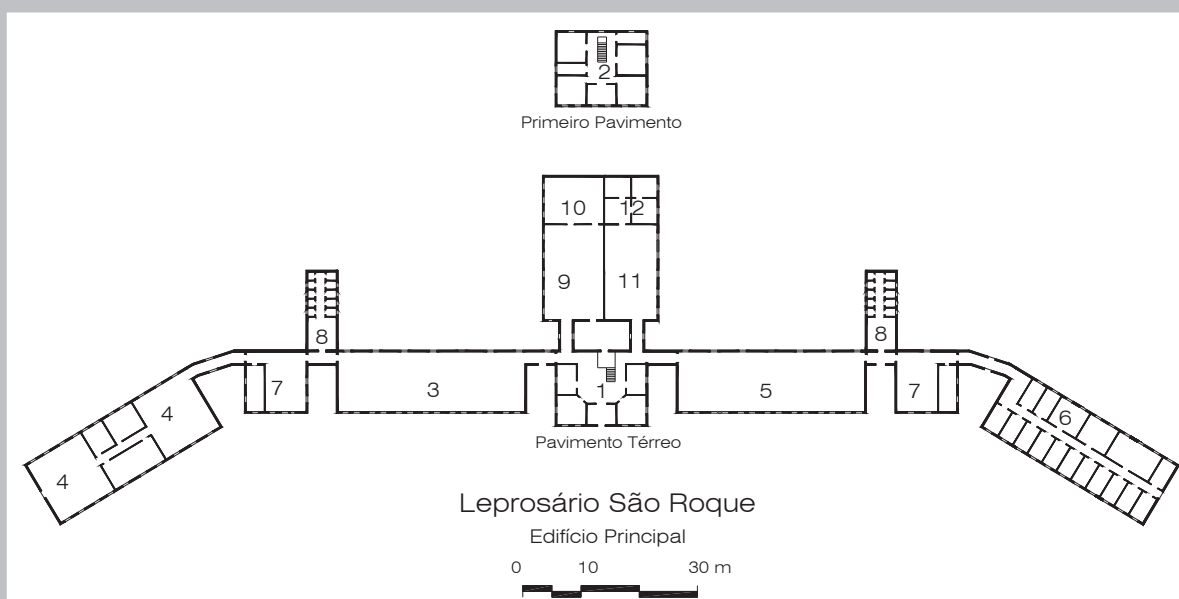 2
Primeiro Pavimento
10 12
9 11
8 8
7 3 1 5 7
4 6
4
Pavimento Térreo
Leprosário São Roque
Edifício Principal
0 10 30 m